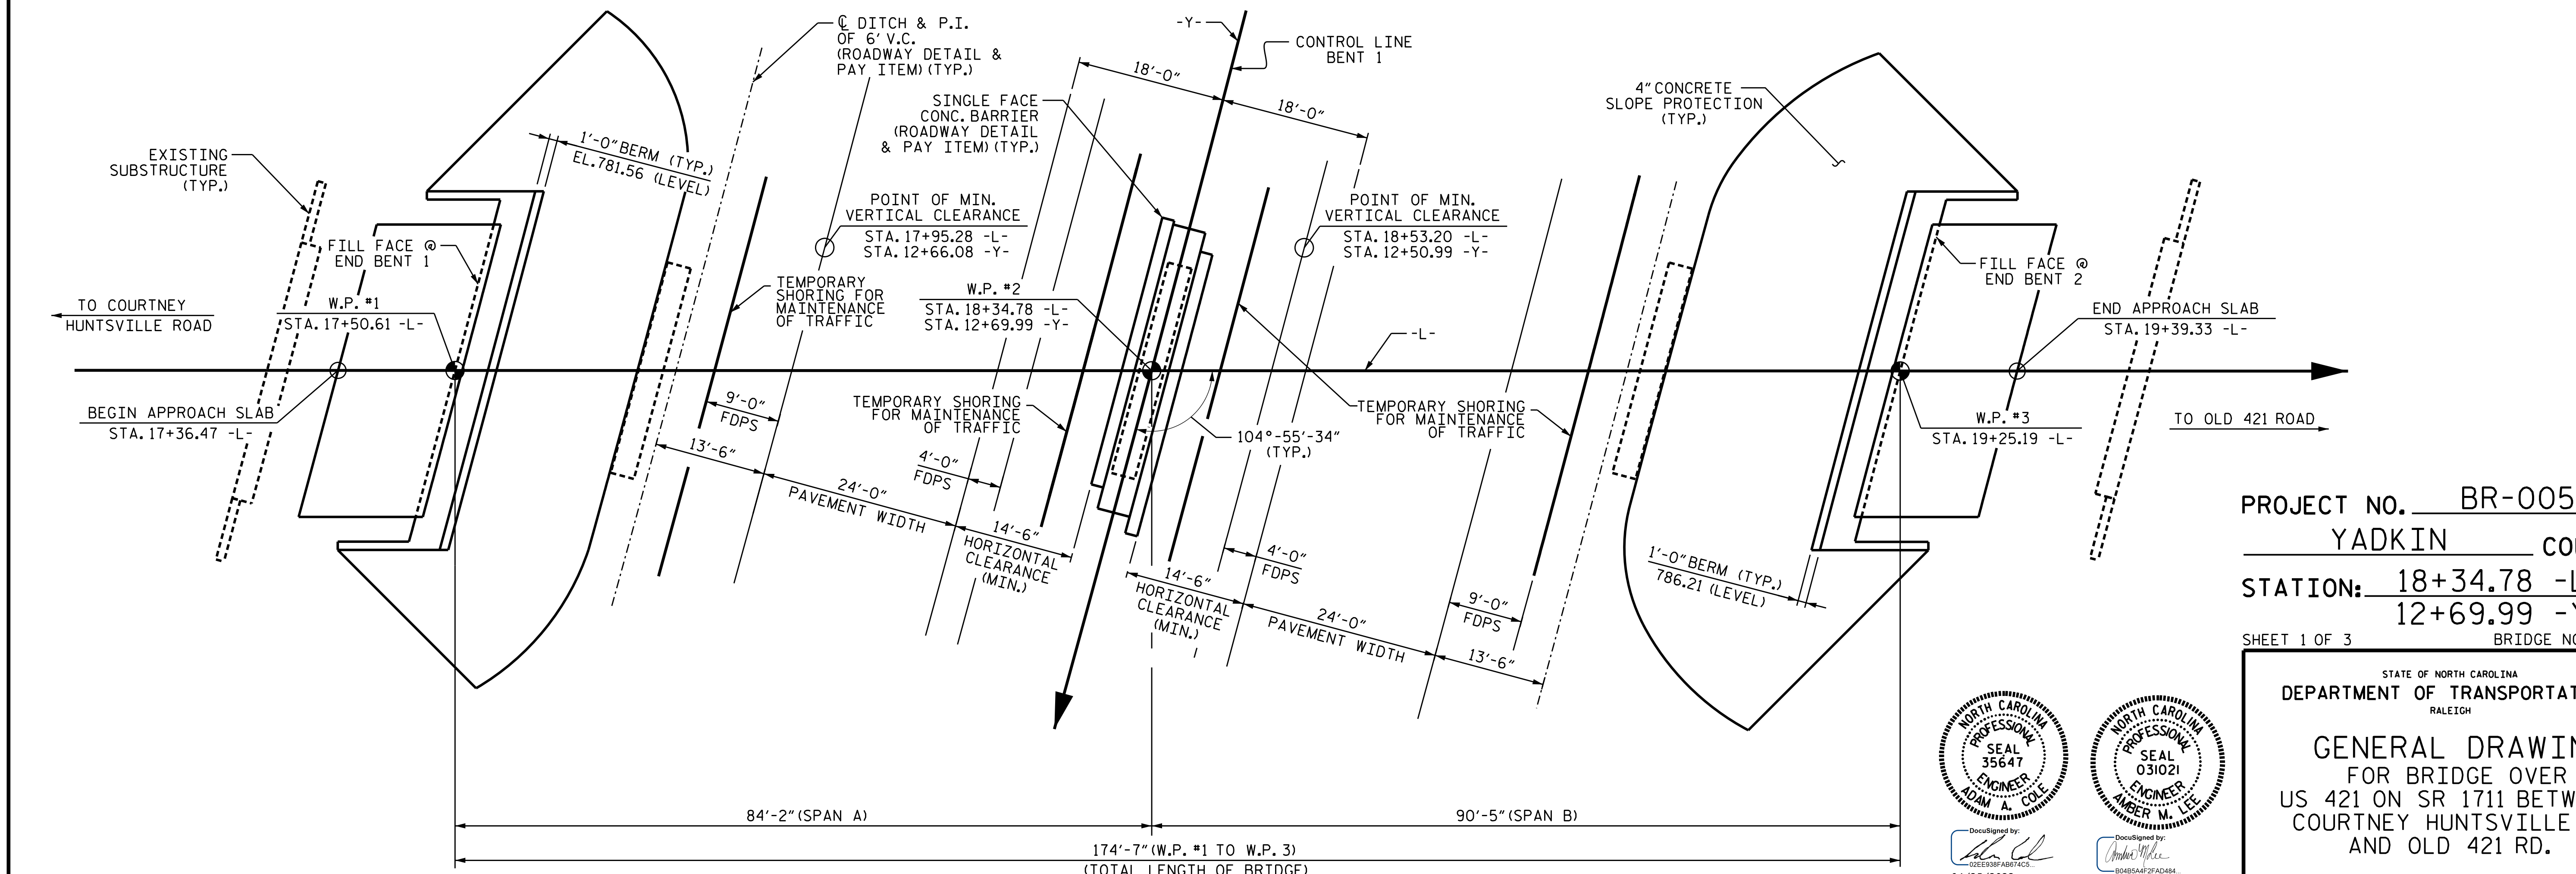 ℄ DITCH & P.I.
OF 6' V.C.
(ROADWAY DETAIL &
PAY ITEM) (TYP.)
-Y-
CONTROL LINE
BENT 1
18'-0"
18'-0"
SINGLE FACE
CONC. BARRIER
(ROADWAY DETAIL
& PAY ITEM) (TYP.)
4" CONCRETE
SLOPE PROTECTION
(TYP.)
EXISTING
SUBSTRUCTURE
(TYP.)
1'-0" BERM (TYP.)
EL. 781.56 (LEVEL)
POINT OF MIN.
VERTICAL CLEARANCE
STA. 17+95.28 -L-
STA. 12+66.08 -Y-
POINT OF MIN.
VERTICAL CLEARANCE
STA. 18+53.20 -L-
STA. 12+50.99 -Y-
FILL FACE @
END BENT 1
FILL FACE @
END BENT 2
TEMPORARY
SHORING FOR
MAINTENANCE
OF TRAFFIC
TO COURTNEY
HUNTSVILLE ROAD
W.P. #1
STA. 17+50.61 -L-
W.P. #2
STA. 18+34.78 -L-
STA. 12+69.99 -Y-
-L-
END APPROACH SLAB
STA. 19+39.33 -L-
BEGIN APPROACH SLAB
STA. 17+36.47 -L-
9'-0"
FDPS
TEMPORARY SHORING
FOR MAINTENANCE
OF TRAFFIC
TEMPORARY SHORING
FOR MAINTENANCE
OF TRAFFIC
104°-55'-34"
(TYP.)
W.P. #3
STA. 19+25.19 -L-
TO OLD 421 ROAD
13'-6"
24'-0"
PAVEMENT WIDTH
4'-0"
FDPS
14'-6"
HORIZONTAL
CLEARANCE
(MIN.)
14'-6"
HORIZONTAL
CLEARANCE
(MIN.)
4'-0"
FDPS
24'-0"
PAVEMENT WIDTH
9'-0"
FDPS
13'-6"
1'-0" BERM (TYP.)
786.21 (LEVEL)
84'-2" (SPAN A)
90'-5" (SPAN B)
174'-7" (W.P. #1 TO W.P. 3)
(TOTAL LENGTH OF BRIDGE)
PROJECT NO. BR-005
YADKIN
STATION: 18+34.78
12+69.99
SHEET 1 OF 3
BRIDGE
STATE OF NORTH CAROLINA
DEPARTMENT OF
RALEIGH
GENERAL
FOR BRIDGE OVER
US 421 ON SR 1711
COURTNEY HUNTSVILLE
AND OLD 421 RD.
NORTH CAROLINA
PROFESSIONAL
SEAL
35647
ENGINEER
ADAM A. COLE
NORTH CAROLINA
PROFESSIONAL
SEAL
031021
ENGINEER
AMBER M. LEE
DocuSigned by:
02EE938FAB674C5...
DocuSigned by:
B04B5A4F2FAD484...